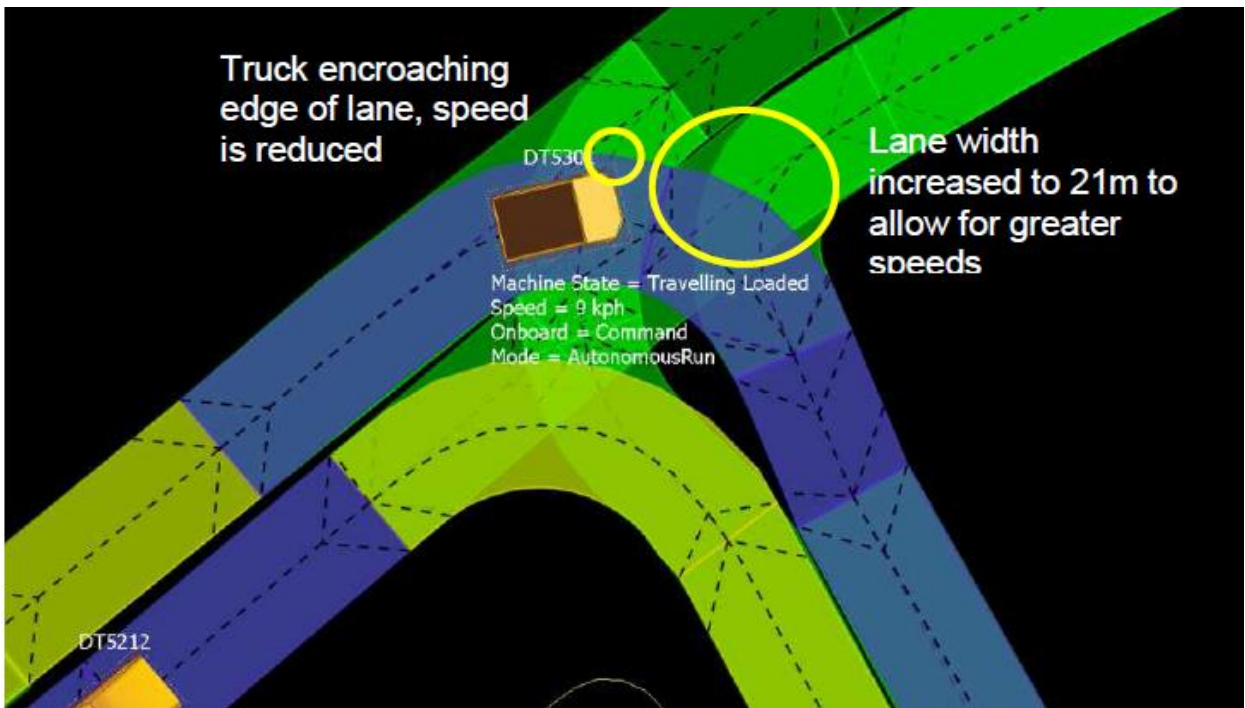 Truck encroaching
edge of lane, speed
is reduced
DT530
Lane width
increased to 21m to
allow for greater
speeds
Machine State = Travelling Loaded
Speed = 9 kph
Onboard = Command
Mode = AutonomousRun
DT5212